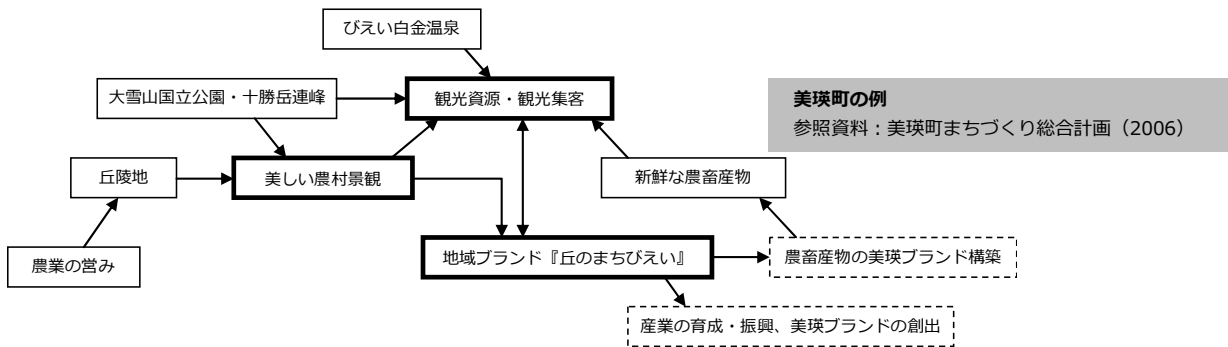 びえい白金温泉
大雪山国立公園・十勝岳連峰
観光資源・観光集客
美瑛町の例
参照資料：美瑛町まちづくり総合計画（2006）
丘陵地
美しい農村景観
新鮮な農畜産物
農業の営み
地域ブランド『丘のまちびえい』
農畜産物の美瑛ブランド構築
産業の育成・振興、美瑛ブランドの創出